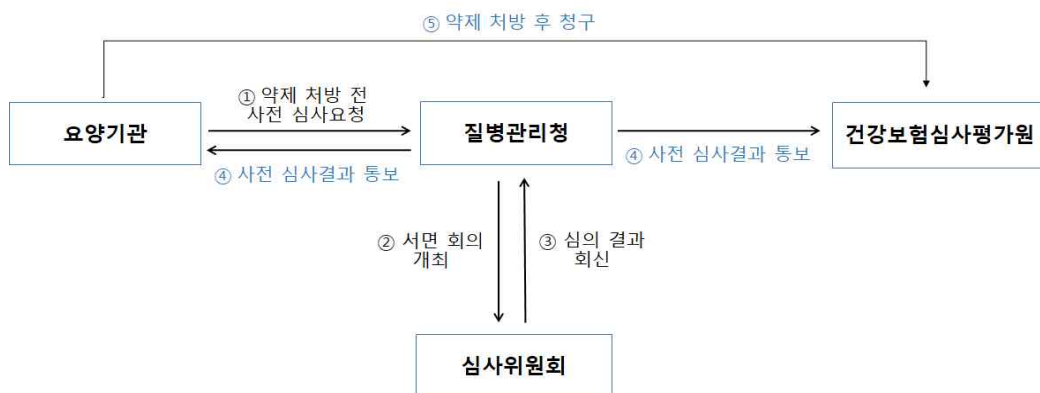 ⑤ 약제 처방 후 청구
① 약제 처방 전
사전 심사요청
요양기관
질병관리청
건강보험심사평가원
④ 사전 심사결과 통보
④ 사전 심사결과 통보
② 서면 회의
개최
③ 심의 결과
회신
심사위원회